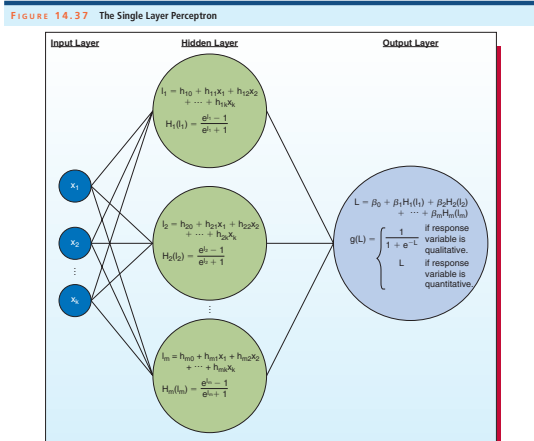 FIGURE 14.37 The Single Layer Perceptron
Input Layer Hidden Layer Output Layer
l₁ = h₁₀ + h₁₁x₁ + h₁₂x₂
+ ··· + h₁ₖxₖ
H₁(l₁) = (e^l₁ − 1) / (e^l₁ + 1)
x₁
x₂
⋮
xₖ
l₂ = h₂₀ + h₂₁x₁ + h₂₂x₂
+ ··· + h₂ₖxₖ
H₂(l₂) = (e^l₂ − 1) / (e^l₂ + 1)
⋮
lₘ = hₘ₀ + hₘ₁x₁ + hₘ₂x₂
+ ··· + hₘₖxₖ
Hₘ(lₘ) = (e^lₘ − 1) / (e^lₘ + 1)
L = β₀ + β₁H₁(l₁) + β₂H₂(l₂)
+ ··· + βₘHₘ(lₘ)
g(L) = { 1 / (1 + e^−L) if response
variable is
qualitative.
L if response
variable is
quantitative.